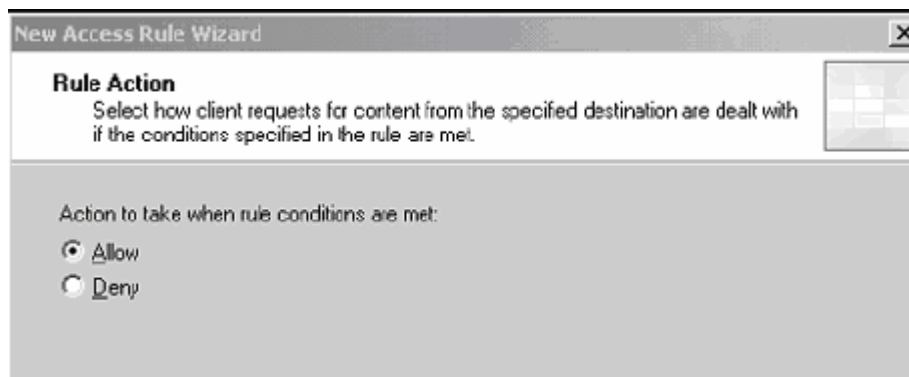 New Access Rule Wizard
Rule Action
Select how client requests for content from the specified destination are dealt with
if the conditions specified in the rule are met.
Action to take when rule conditions are met:
Allow
Deny